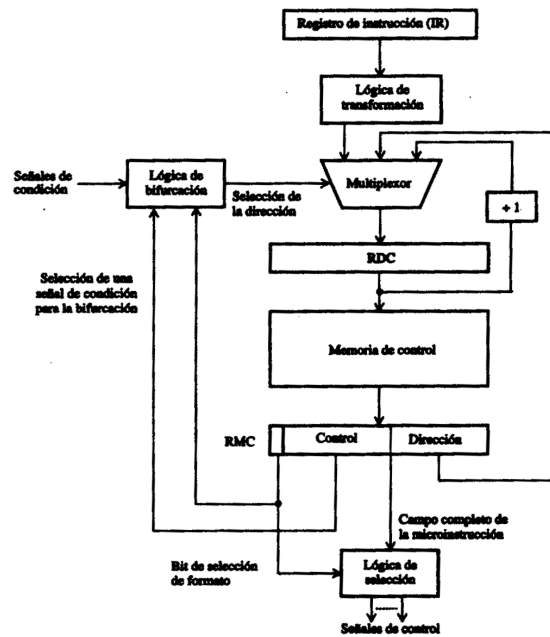 Registro de instrucción (IR)
Lógica de
transformación
Señales de
condición
Lógica de
bifurcación
Selección de
la dirección
Multiplexor
+ 1
RDC
Selección de una
señal de condición
para la bifurcación
Memoria de control
RMC
Control
Dirección
Campo completo de
la microinstrucción
Bit de selección
de formato
Lógica de
selección
Señales de control